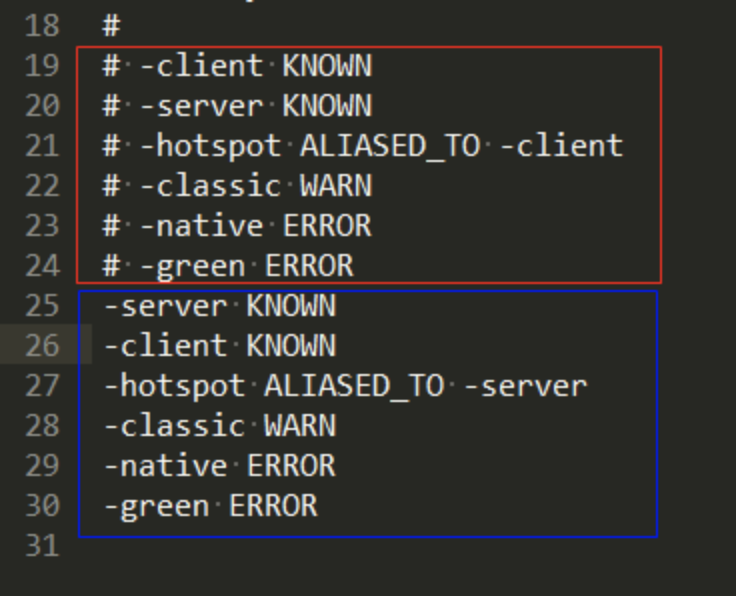 18 #
19 # -client KNOWN
20 # -server KNOWN
21 # -hotspot ALIASED_TO -client
22 # -classic WARN
23 # -native ERROR
24 # -green ERROR
25 -server KNOWN
26 -client KNOWN
27 -hotspot ALIASED_TO -server
28 -classic WARN
29 -native ERROR
30 -green ERROR
31